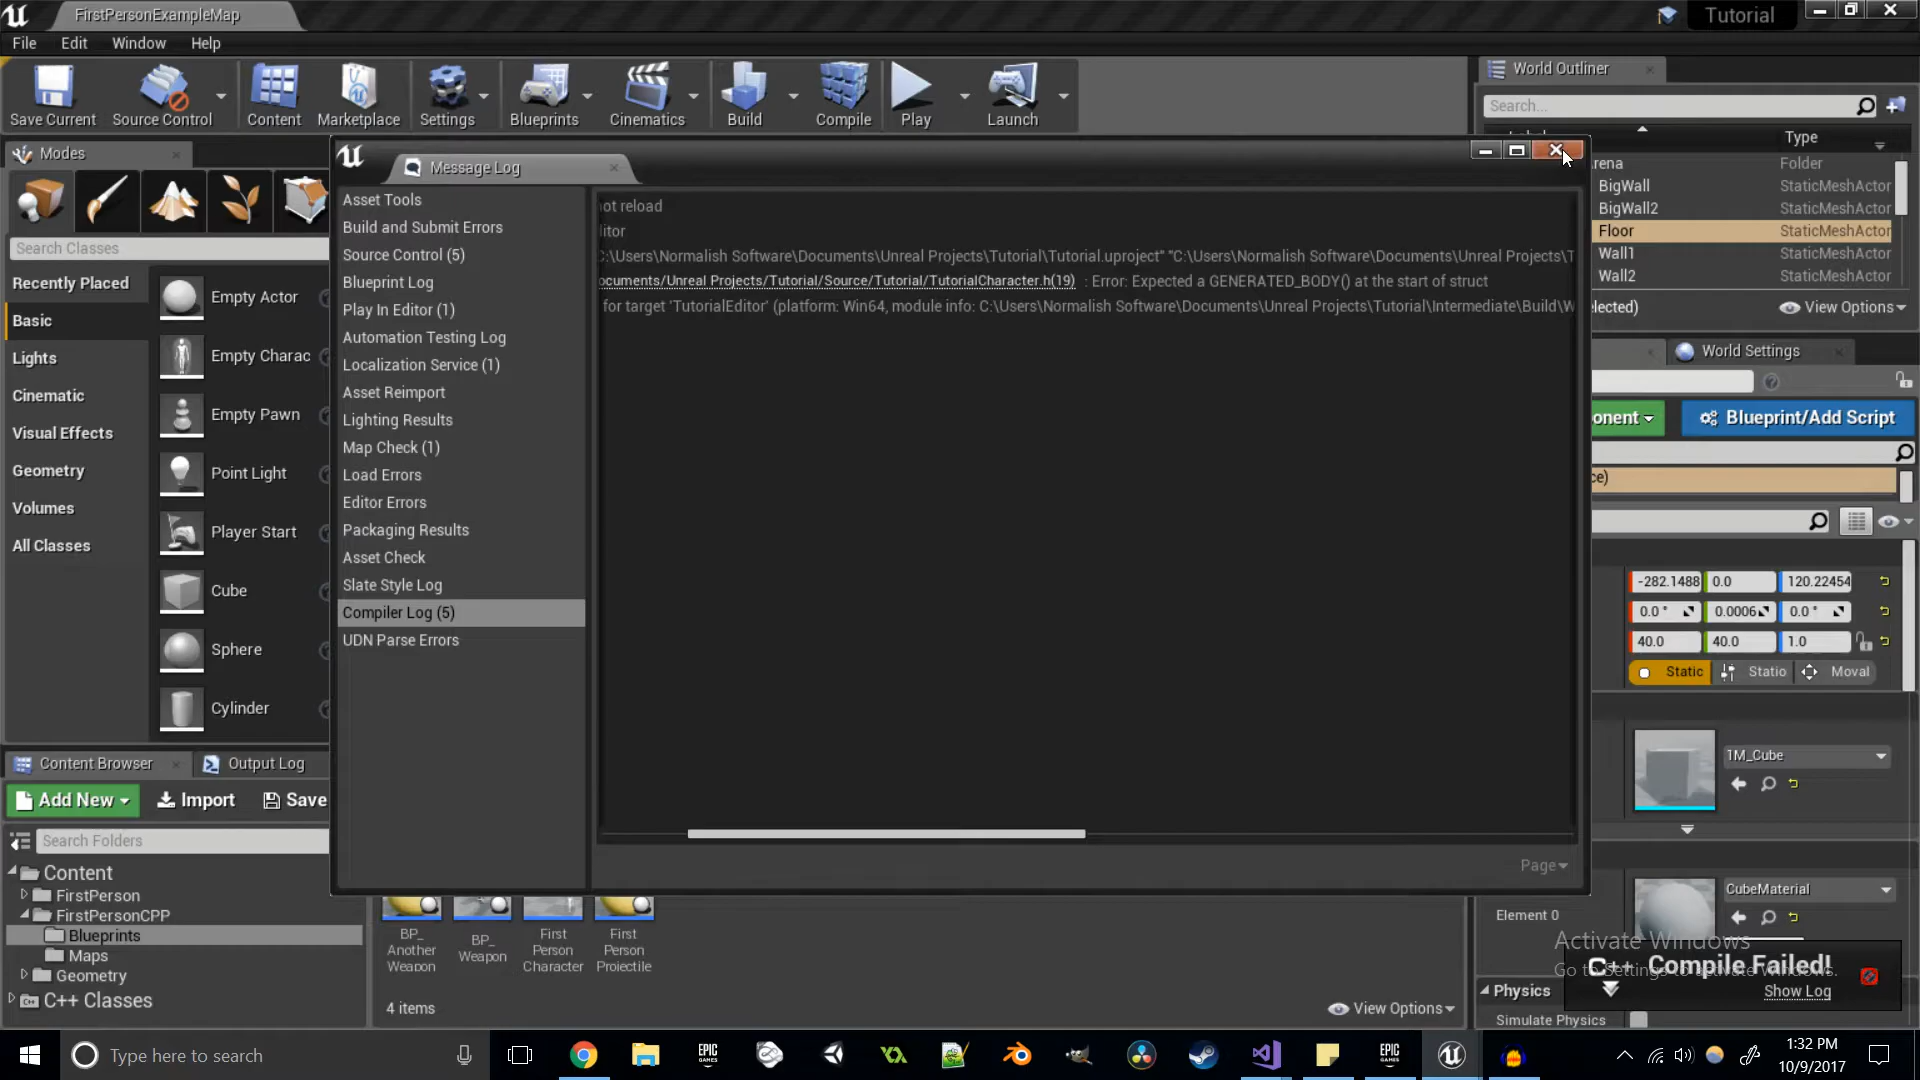 FirstPersonExampleMap
Tutorial
File Edit Window Help
Save Current
Source Control
Content
Marketplace
Settings
Blueprints
Cinematics
Build
Compile
Play
Launch
World Outliner
Search...
Type
rena Folder
BigWall StaticMeshActor
BigWall2 StaticMeshActor
Floor StaticMeshActor
Wall1 StaticMeshActor
Wall2 StaticMeshActor
lected)
View Options
Modes
Search Classes
Recently Placed
Basic
Lights
Cinematic
Visual Effects
Geometry
Volumes
All Classes
Empty Actor
Empty Charac
Empty Pawn
Point Light
Player Start
Cube
Sphere
Cylinder
Message Log
Asset Tools
Build and Submit Errors
Source Control (5)
Blueprint Log
Play In Editor (1)
Automation Testing Log
Localization Service (1)
Asset Reimport
Lighting Results
Map Check (1)
Load Errors
Editor Errors
Packaging Results
Asset Check
Slate Style Log
Compiler Log (5)
UDN Parse Errors
ot reload
itor
C:\Users\Normalish Software\Documents\Unreal Projects\Tutorial\Tutorial.uproject" "C:\Users\Normalish Software\Documents\Unreal Projects\T
ocuments/Unreal Projects/Tutorial/Source/Tutorial/TutorialCharacter.h(19) : Error: Expected a GENERATED_BODY() at the start of struct
for target 'TutorialEditor' (platform: Win64, module info: C:\Users\Normalish Software\Documents\Unreal Projects\Tutorial\Intermediate\Build\W
Page
World Settings
onent
Blueprint/Add Script
ce)
-282.1488 0.0 120.22454
0.0 ° 0.0006 0.0 °
40.0 40.0 1.0
Static Statio Moval
1M_Cube
CubeMaterial
Element 0
Physics
Simulate Physics
Activate Windows
Go to Settings to activate Windows.
C++ Compile Failed!
Show Log
Content Browser
Output Log
Add New
Import
Save
Search Folders
Content
FirstPerson
FirstPersonCPP
Blueprints
Maps
Geometry
C++ Classes
BP_
Another
Weapon
BP_
Weapon
First
Person
Character
First
Person
Projectile
4 items
View Options
Type here to search
EPIC
GAMES
EPIC
GAMES
1:32 PM
10/9/2017